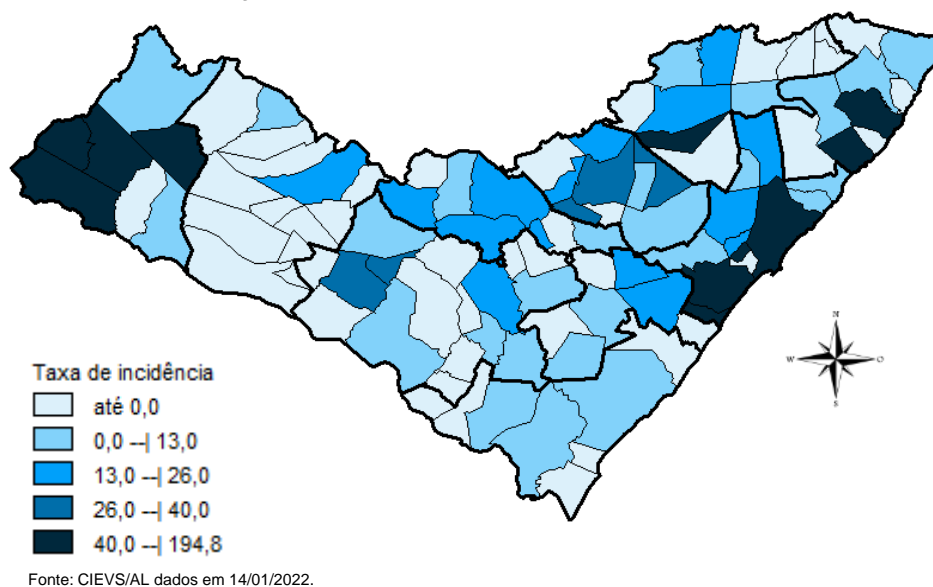 N
W
O
S
Taxa de incidência
até 0,0
0,0 --| 13,0
13,0 --| 26,0
26,0 --| 40,0
40,0 --| 194,8
Fonte: CIEVS/AL dados em 14/01/2022.